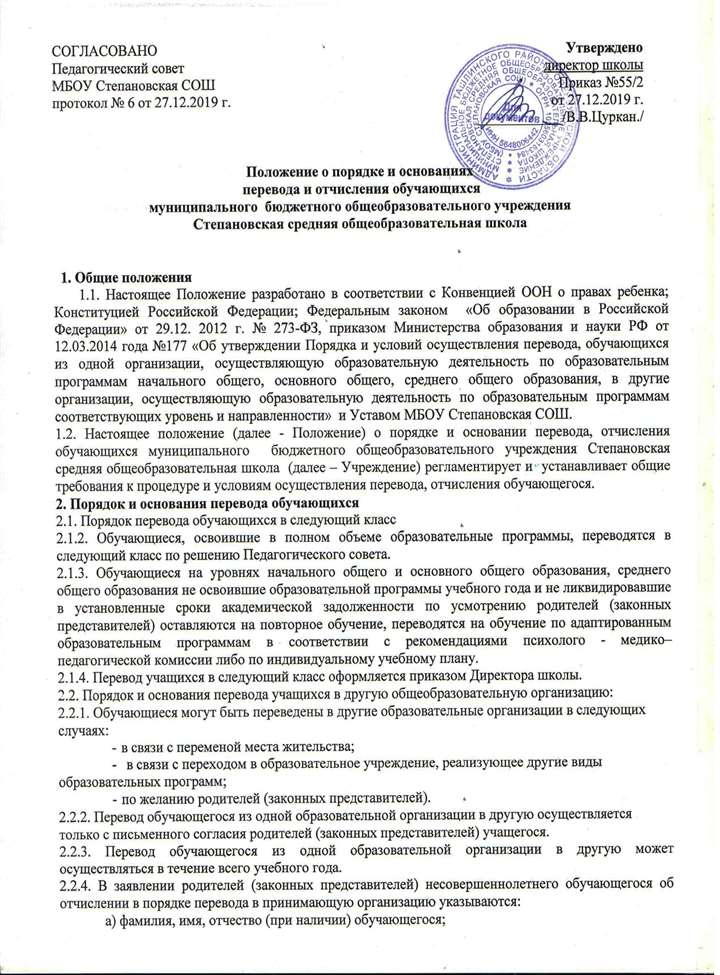 СОГЛАСОВАНО
Педагогический совет
МБОУ Степановская СОШ
протокол № 6 от 27.12.2019 г.
Утверждено
директор школы
Приказ №55/2
от 27.12.2019 г.
/В.В.Цуркан./
Для
документов
ИНН 5648006442
Положение о порядке и основаниях
перевода и отчисления обучающихся
муниципального бюджетного общеобразовательного учреждения
Степановская средняя общеобразовательная школа
1. Общие положения
1.1. Настоящее Положение разработано в соответствии с Конвенцией ООН о правах ребенка;
Конституцией Российской Федерации; Федеральным законом «Об образовании в Российской
Федерации» от 29.12. 2012 г. № 273-ФЗ, приказом Министерства образования и науки РФ от
12.03.2014 года №177 «Об утверждении Порядка и условий осуществления перевода, обучающихся
из одной организации, осуществляющую образовательную деятельность по образовательным
программам начального общего, основного общего, среднего общего образования, в другие
организации, осуществляющую образовательную деятельность по образовательным программам
соответствующих уровень и направленности» и Уставом МБОУ Степановская СОШ.
1.2. Настоящее положение (далее - Положение) о порядке и основании перевода, отчисления
обучающихся муниципального бюджетного общеобразовательного учреждения Степановская
средняя общеобразовательная школа (далее – Учреждение) регламентирует и устанавливает общие
требования к процедуре и условиям осуществления перевода, отчисления обучающегося.
2. Порядок и основания перевода обучающихся
2.1. Порядок перевода обучающихся в следующий класс
2.1.2. Обучающиеся, освоившие в полном объеме образовательные программы, переводятся в
следующий класс по решению Педагогического совета.
2.1.3. Обучающиеся на уровнях начального общего и основного общего образования, среднего
общего образования не освоившие образовательной программы учебного года и не ликвидировавшие
в установленные сроки академической задолженности по усмотрению родителей (законных
представителей) оставляются на повторное обучение, переводятся на обучение по адаптированным
образовательным программам в соответствии с рекомендациями психолого - медико–
педагогической комиссии либо по индивидуальному учебному плану.
2.1.4. Перевод учащихся в следующий класс оформляется приказом Директора школы.
2.2. Порядок и основания перевода учащихся в другую общеобразовательную организацию:
2.2.1. Обучающиеся могут быть переведены в другие образовательные организации в следующих
случаях:
- в связи с переменой места жительства;
- в связи с переходом в образовательное учреждение, реализующее другие виды
образовательных программ;
- по желанию родителей (законных представителей).
2.2.2. Перевод обучающегося из одной образовательной организации в другую осуществляется
только с письменного согласия родителей (законных представителей) учащегося.
2.2.3. Перевод обучающегося из одной образовательной организации в другую может
осуществляться в течение всего учебного года.
2.2.4. В заявлении родителей (законных представителей) несовершеннолетнего обучающегося об
отчислении в порядке перевода в принимающую организацию указываются:
а) фамилия, имя, отчество (при наличии) обучающегося;